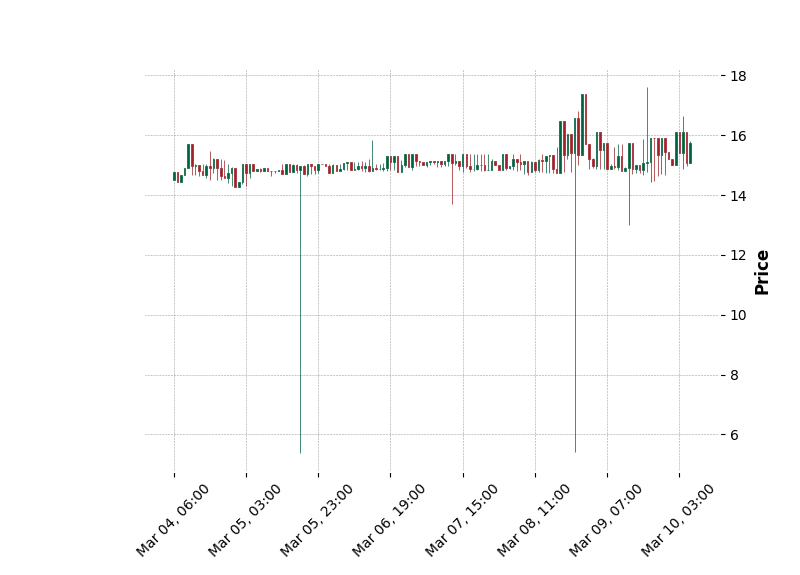 18
16
14
12
10
8
6
Price
Mar 04, 06:00
Mar 05, 03:00
Mar 05, 23:00
Mar 06, 19:00
Mar 07, 15:00
Mar 08, 11:00
Mar 09, 07:00
Mar 10, 03:00